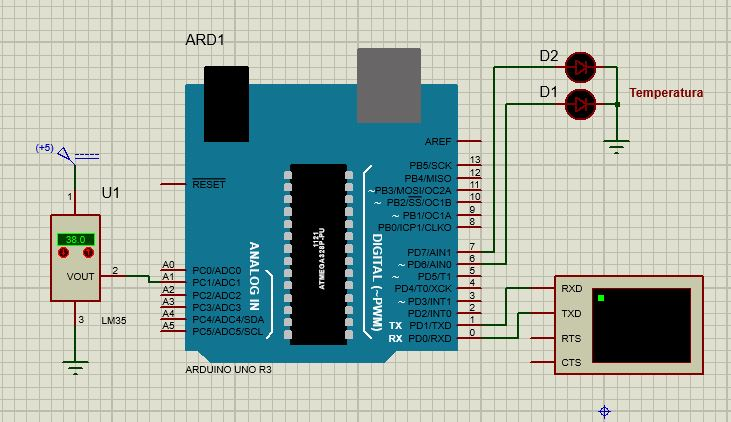 ARD1
D2
D1
Temperatura
(+5)
1
U1
38.0
VOUT
2
3
LM35
RESET
A0 PC0/ADC0
A1 PC1/ADC1
A2 PC2/ADC2
A3 PC3/ADC3
A4 PC4/ADC4/SDA
A5 PC5/ADC5/SCL
ANALOG IN
1121
ATMEGA328P-PU
DIGITAL (~PWM)
AREF
PB5/SCK 13
PB4/MISO 12
~PB3/MOSI/OC2A 11
~ PB2/SS/OC1B 10
~ PB1/OC1A 9
PB0/ICP1/CLKO 8
PD7/AIN1 7
~ PD6/AIN0 6
~ PD5/T1 5
PD4/T0/XCK 4
~ PD3/INT1 3
PD2/INT0 2
TX PD1/TXD 1
RX PD0/RXD 0
ARDUINO UNO R3
RXD
TXD
RTS
CTS